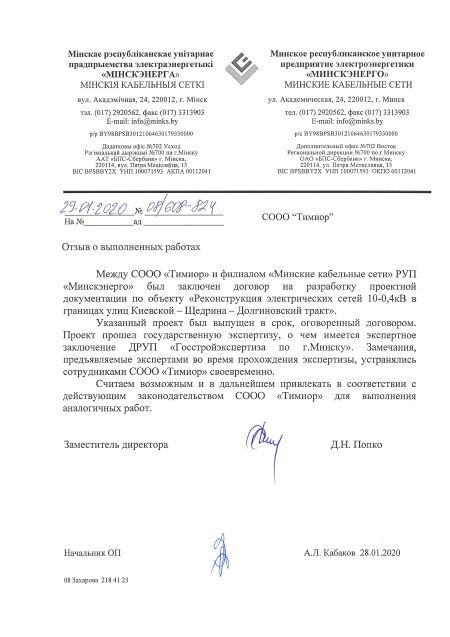 Мінскае рэспубліканскае унітарнае
прадпрыемства электраэнергетыкі
«МІНСКЭНЕРГА»
МІНСКІЯ КАБЕЛЬНЫЯ СЕТКІ
вул. Акадэмічная, 24, 220012, г. Мінск
тэл. (017) 2920562, факс (017) 3313903
E-mail: info@minks.by
р/р BY98BPSB30121064630179330000
Дадатковы офіс №702 Усход
Рэгіянальнай дырэкцыі №700 па г.Мінску
ААТ «БПС-Сбербанк» г. Мінска,
220114, вул. Пятра Мсціслаўца, 13
BIC BPSBBY2X УНП 100071593 АКПА 00112041
Минское республиканское унитарное
предприятие электроэнергетики
«МИНСКЭНЕРГО»
МИНСКИЕ КАБЕЛЬНЫЕ СЕТИ
ул. Академическая, 24, 220012, г. Минск
тел. (017) 2920562, факс (017) 3313903
E-mail: info@minks.by
р/р BY98BPSB30121064630179330000
Дополнительный офис №702 Восток
Региональной дирекции №700 по г.Минску
ОАО «БПС-Сбербанк» г. Минска,
220114, ул. Петра Мстиславца, 13
BIC BPSBBY2X УНП 100071593 ОКПО 00112041
29.01.2020 № 08/608-824
На № ад
СООО “Тимиор”
Отзыв о выполненных работах
Между СООО «Тимиор» и филиалом «Минские кабельные сети» РУП
«Минскэнерго» был заключен договор на разработку проектной
документации по объекту «Реконструкция электрических сетей 10-0,4кВ в
границах улиц Киевской – Щедрина – Долгиновский тракт».
Указанный проект был выпущен в срок, оговоренный договором.
Проект прошел государственную экспертизу, о чем имеется экспертное
заключение ДРУП «Госстройэкспертиза по г.Минску». Замечания,
предъявляемые экспертами во время прохождения экспертизы, устранялись
сотрудниками СООО «Тимиор» своевременно.
Считаем возможным и в дальнейшем привлекать в соответствии с
действующим законодательством СООО «Тимиор» для выполнения
аналогичных работ.
Заместитель директора Д.Н. Попко
Начальник ОП А.Л. Кабаков 28.01.2020
08 Захарова 218 41 23